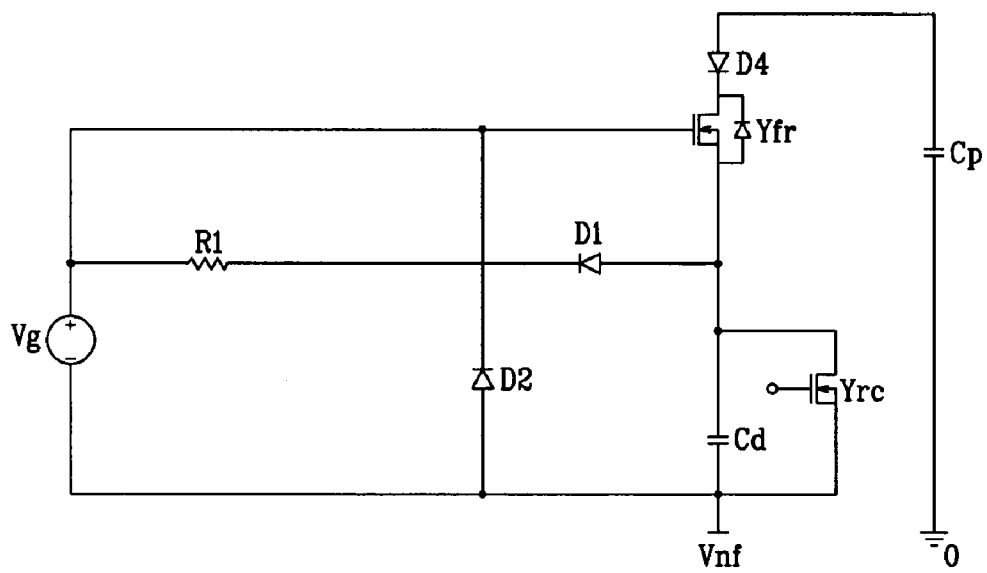 D4
Yfr
Cp
R1
D1
Vg
+
−
D2
Yrc
Cd
Vnf
0